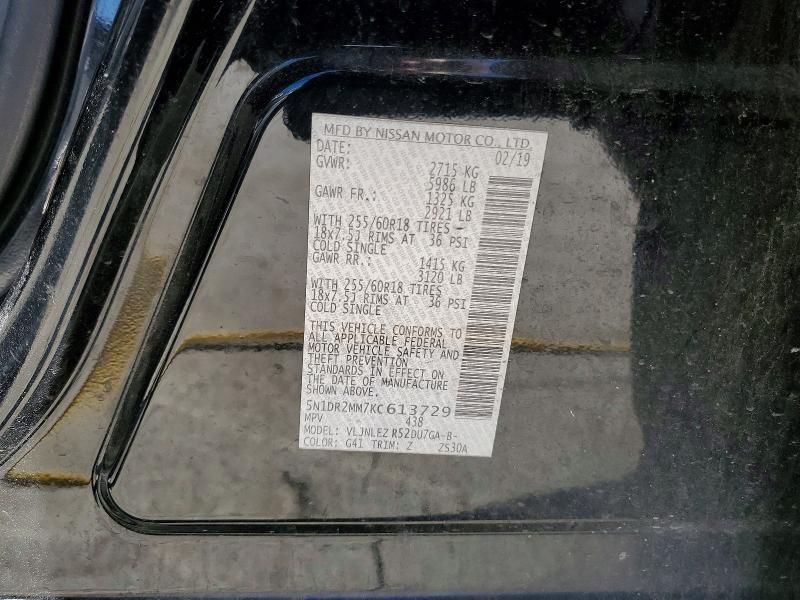 MFD BY NISSAN MOTOR CO., LTD.
DATE: 02/19
GVWR: 2715 KG
5986 LB
GAWR FR.: 1325 KG
2921 LB
WITH 255/60R18 TIRES
18x7.5J RIMS AT 36 PSI
COLD SINGLE
GAWR RR.: 1415 KG
3120 LB
WITH 255/60R18 TIRES
18x7.5J RIMS AT 36 PSI
COLD SINGLE
THIS VEHICLE CONFORMS TO
ALL APPLICABLE FEDERAL
MOTOR VEHICLE SAFETY AND
THEFT PREVENTION
STANDARDS IN EFFECT ON
THE DATE OF MANUFACTURE
SHOWN ABOVE.
5N1DR2MM7KC613729
MPV 438
MODEL: VLJNLEZ R52DU7GA-B-
COLOR: G41 TRIM: Z ZS30A